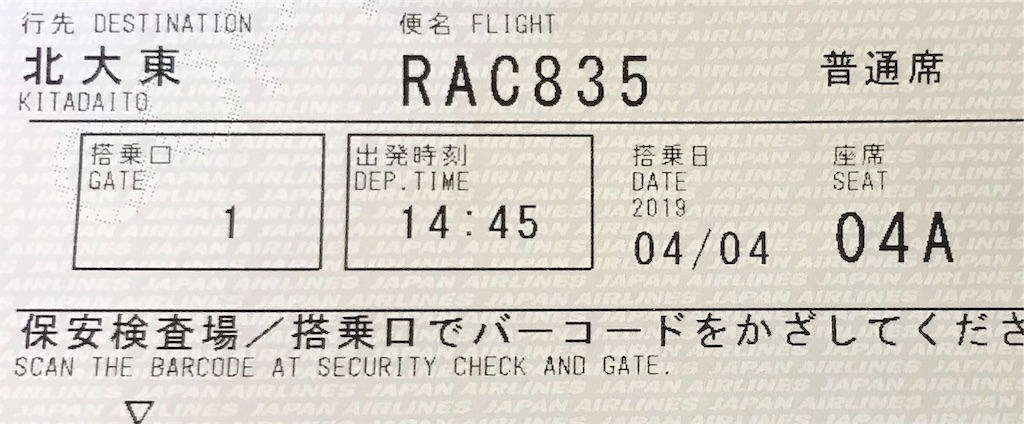 行先 DESTINATION 便名 FLIGHT
北大東 RAC835 普通席
KITADAITO
搭乗口 出発時刻 搭乗日 座席
GATE DEP.TIME DATE SEAT
2019
1 14:45 04/04 04A
保安検査場／搭乗口でバーコードをかざしてくださ
SCAN THE BARCODE AT SECURITY CHECK AND GATE.
JAPAN AIRLINES